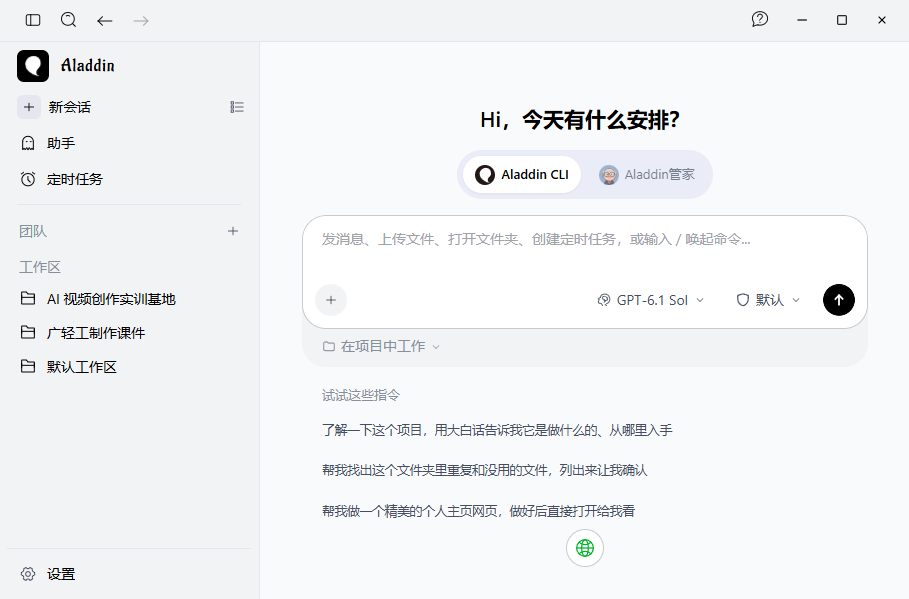 Aladdin
新会话
助手
定时任务
团队
工作区
AI 视频创作实训基地
广轻工制作课件
默认工作区
设置
Hi，今天有什么安排?
Aladdin CLI
Aladdin管家
发消息、上传文件、打开文件夹、创建定时任务，或输入 / 唤起命令...
GPT-6.1 Sol
默认
在项目中工作
试试这些指令
了解一下这个项目，用大白话告诉我它是做什么的、从哪里入手
帮我找出这个文件夹里重复和没用的文件，列出来让我确认
帮我做一个精美的个人主页网页，做好后直接打开给我看